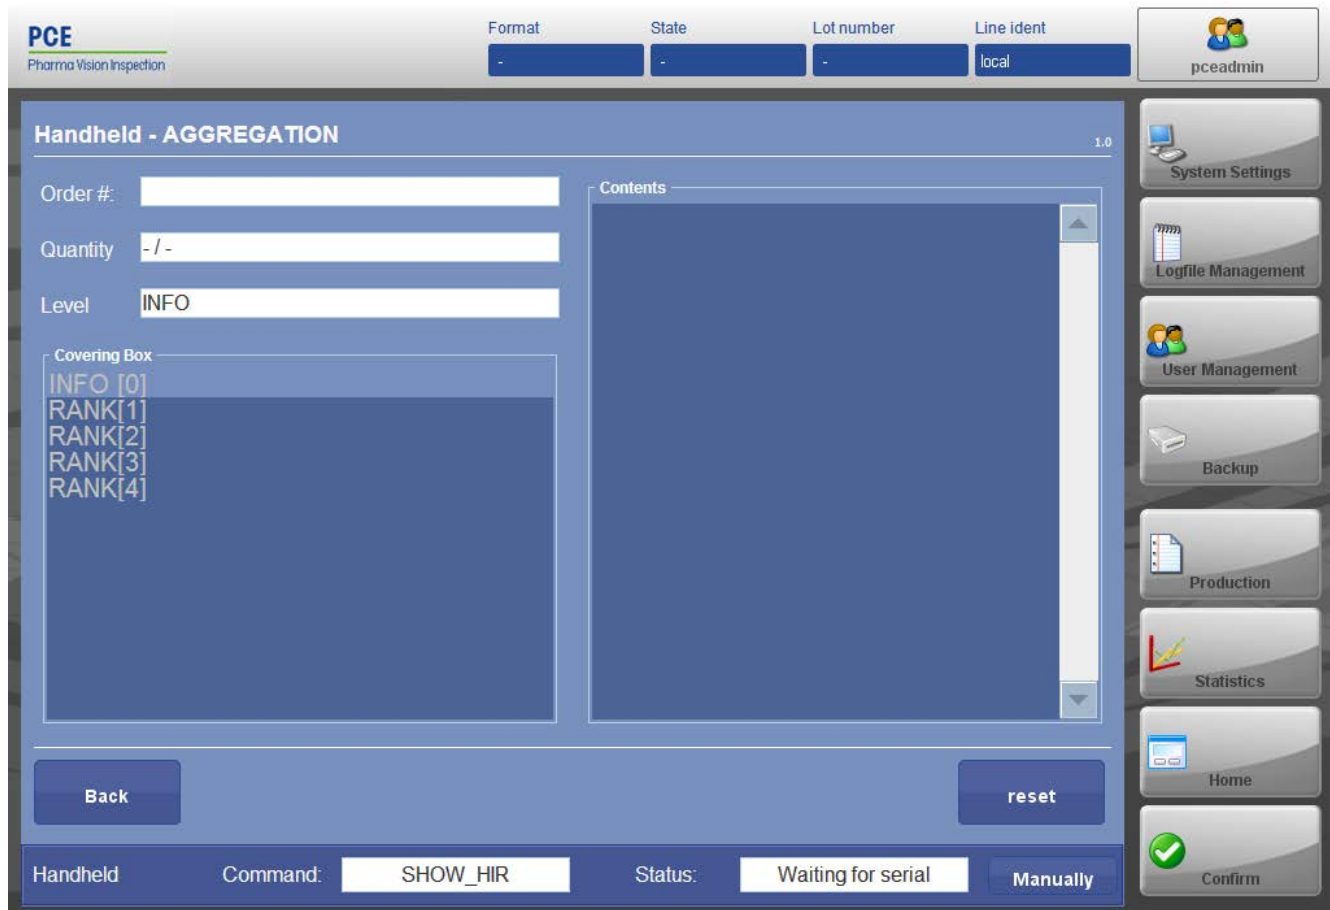 PCE
Pharma Vision Inspection
Format
State
Lot number
Line ident
-
-
-
local
pceadmin
Handheld - AGGREGATION
1.0
Order #:
Quantity
- / -
Level
INFO
Covering Box
INFO [0]
RANK[1]
RANK[2]
RANK[3]
RANK[4]
Contents
Back
reset
Handheld
Command:
SHOW_HIR
Status:
Waiting for serial
Manually
System Settings
Logfile Management
User Management
Backup
Production
Statistics
Home
Confirm